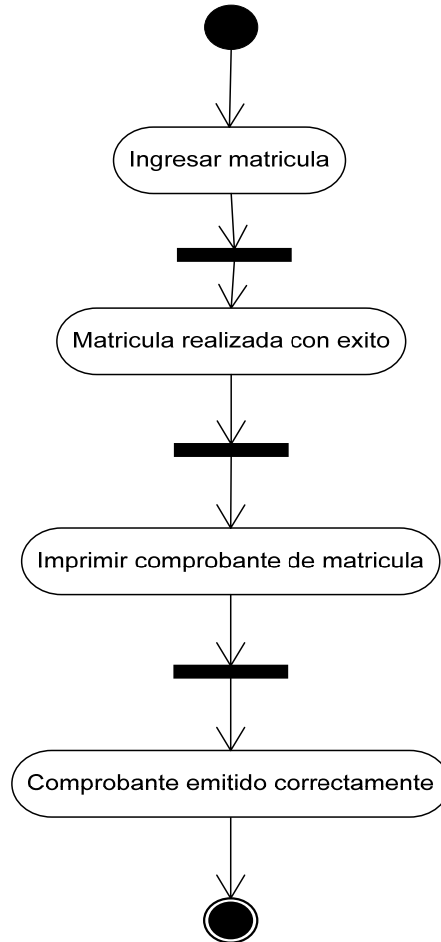 Ingresar matricula
Matricula realizada con exito
Imprimir comprobante de matricula
Comprobante emitido correctamente